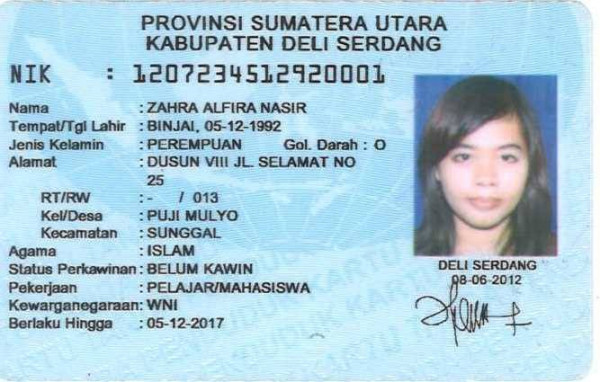 PROVINSI SUMATERA UTARA
KABUPATEN DELI SERDANG
NIK : 1207234512920001
Nama : ZAHRA ALFIRA NASIR
Tempat/Tgl Lahir : BINJAI, 05-12-1992
Jenis Kelamin : PEREMPUAN Gol. Darah : O
Alamat : DUSUN VIII JL. SELAMAT NO
25
RT/RW : - / 013
Kel/Desa : PUJI MULYO
Kecamatan : SUNGGAL
Agama : ISLAM
Status Perkawinan : BELUM KAWIN
Pekerjaan : PELAJAR/MAHASISWA
Kewarganegaraan : WNI
Berlaku Hingga : 05-12-2017
DELI SERDANG
08-06-2012